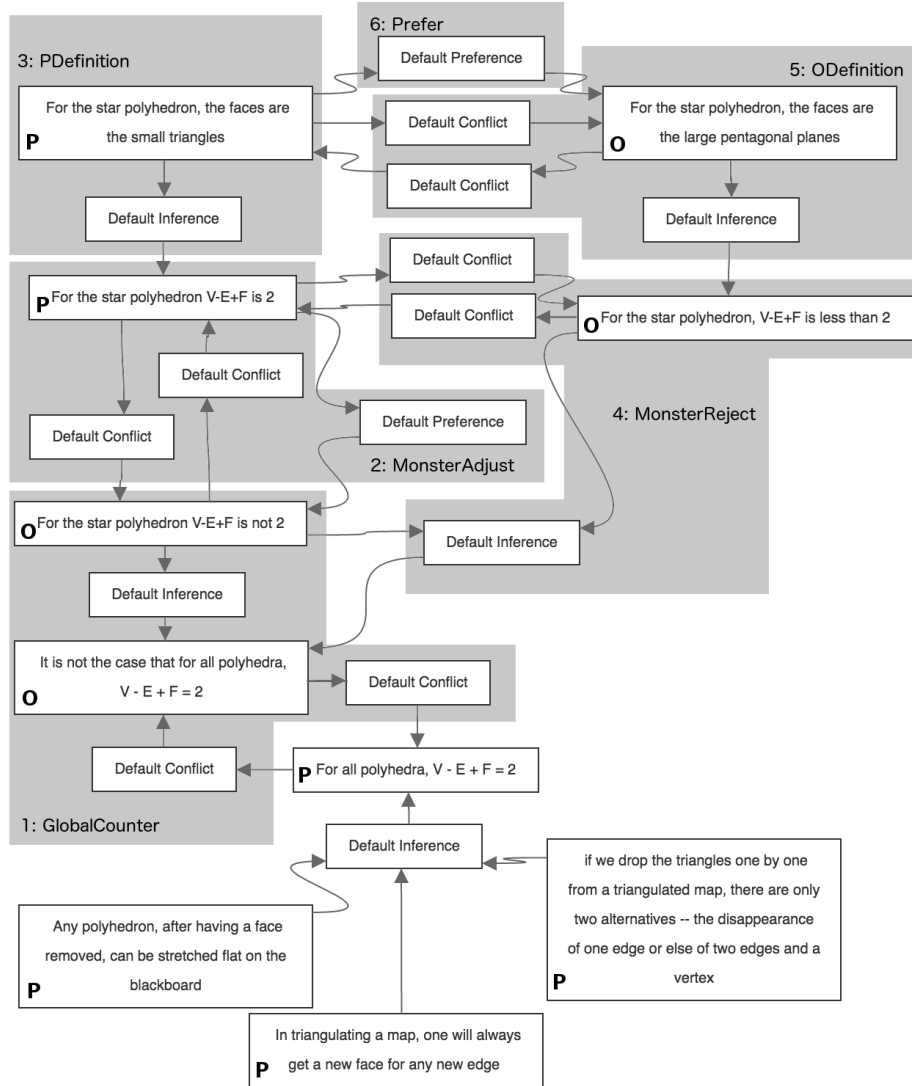 6: Prefer
Default Preference
3: PDefinition
5: ODefinition
For the star polyhedron, the faces are
the small triangles
P
Default Conflict
For the star polyhedron, the faces are
the large pentagonal planes
O
Default Conflict
Default Inference
Default Inference
Default Conflict
P
For the star polyhedron V-E+F is 2
Default Conflict
O
For the star polyhedron, V-E+F is less than 2
Default Conflict
Default Conflict
Default Preference
4: MonsterReject
2: MonsterAdjust
O
For the star polyhedron V-E+F is not 2
Default Inference
Default Inference
It is not the case that for all polyhedra,
V - E + F = 2
O
Default Conflict
Default Conflict
P
For all polyhedra, V - E + F = 2
1: GlobalCounter
Default Inference
if we drop the triangles one by one
from a triangulated map, there are only
two alternatives -- the disappearance
of one edge or else of two edges and a
vertex
P
Any polyhedron, after having a face
removed, can be stretched flat on the
blackboard
P
In triangulating a map, one will always
get a new face for any new edge
P